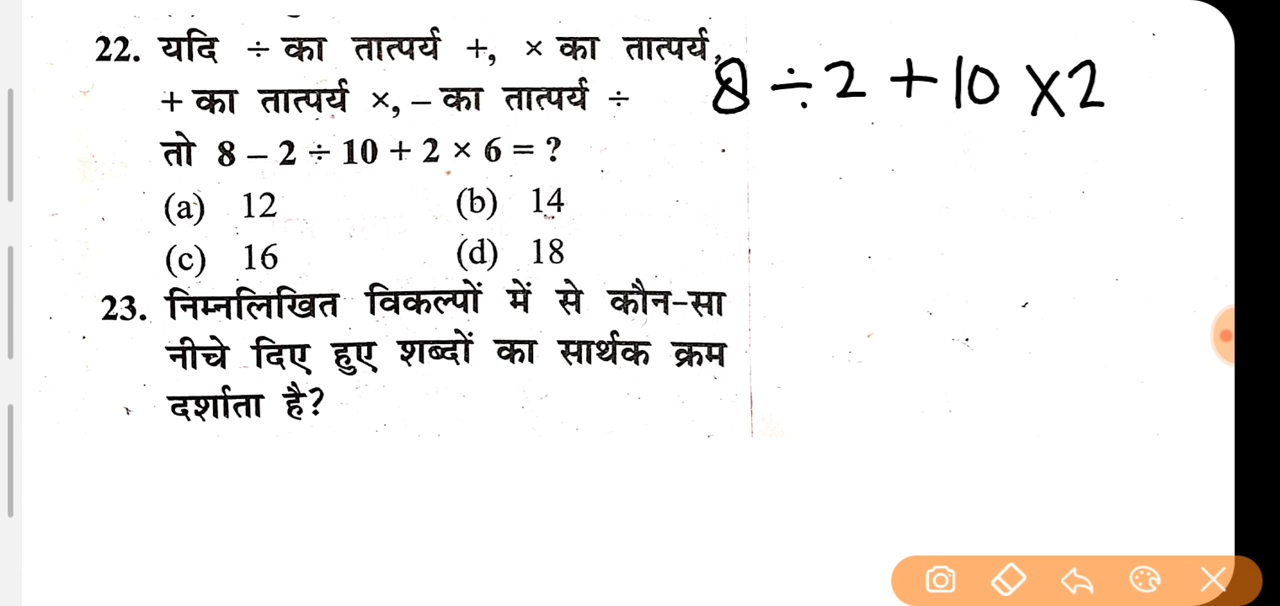 22. यदि ÷ का तात्पर्य +, × का तात्पर्य,
+ का तात्पर्य ×, – का तात्पर्य ÷
तो 8 – 2 ÷ 10 + 2 × 6 = ?
(a) 12 (b) 14
(c) 16 (d) 18
23. निम्नलिखित विकल्पों में से कौन-सा
नीचे दिए हुए शब्दों का सार्थक क्रम
दर्शाता है?
8 ÷ 2 + 10 × 2